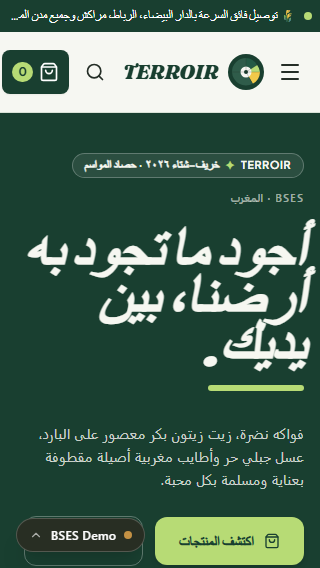 🌾 توصيل فائق السرعة بالدار البيضاء، الرباط، مراكش وجميع مدن المـ...
TERROIR
0
TERROIR ✦ خريف-شتاء ٢٠٢٦ · حصاد المواسم
BSES · المغرب
أجود ما تجود به
أرضنا، بين
يديك.
فواكه نضرة، زيت زيتون بكر معصور على البارد،
عسل جبلي حر وأطايب مغربية أصيلة مقطوفة
بعناية ومسلمة بكل محبة.
اكتشف المنتجات
BSES Demo